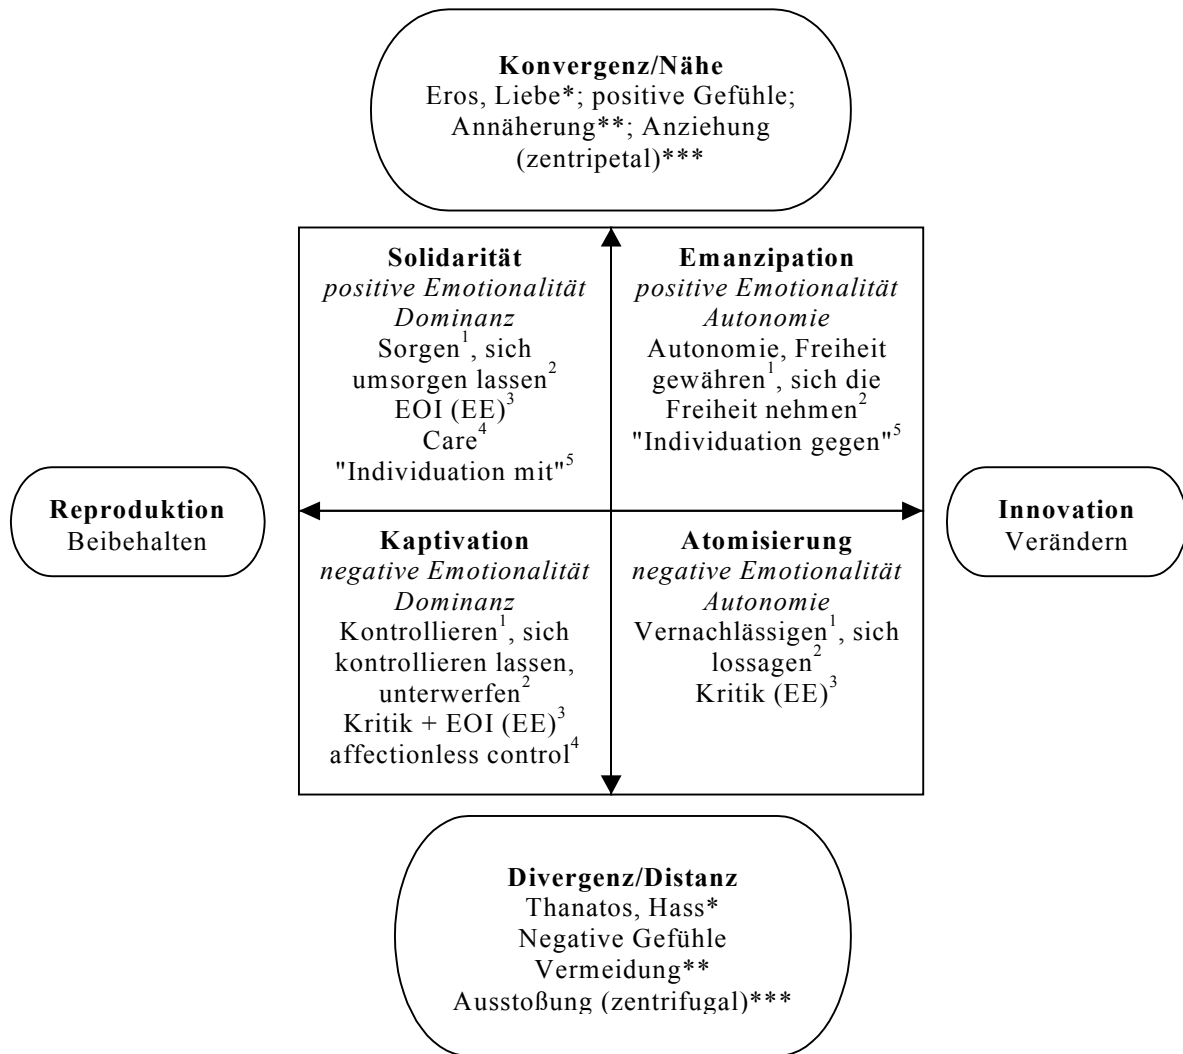 Konvergenz/Nähe
Eros, Liebe*; positive Gefühle;
Annäherung**; Anziehung
(zentripetal)***
Solidarität
positive Emotionalität
Dominanz
Sorgen¹, sich
umsorgen lassen²
EOI (EE)³
Care⁴
"Individuation mit"⁵
Emanzipation
positive Emotionalität
Autonomie
Autonomie, Freiheit
gewähren¹, sich die
Freiheit nehmen²
"Individuation gegen"⁵
Reproduktion
Beibehalten
Innovation
Verändern
Kaptivation
negative Emotionalität
Dominanz
Kontrollieren¹, sich
kontrollieren lassen,
unterwerfen²
Kritik + EOI (EE)³
affectionless control⁴
Atomisierung
negative Emotionalität
Autonomie
Vernachlässigen¹, sich
lossagen²
Kritik (EE)³
Divergenz/Distanz
Thanatos, Hass*
Negative Gefühle
Vermeidung**
Ausstoßung (zentrifugal)***